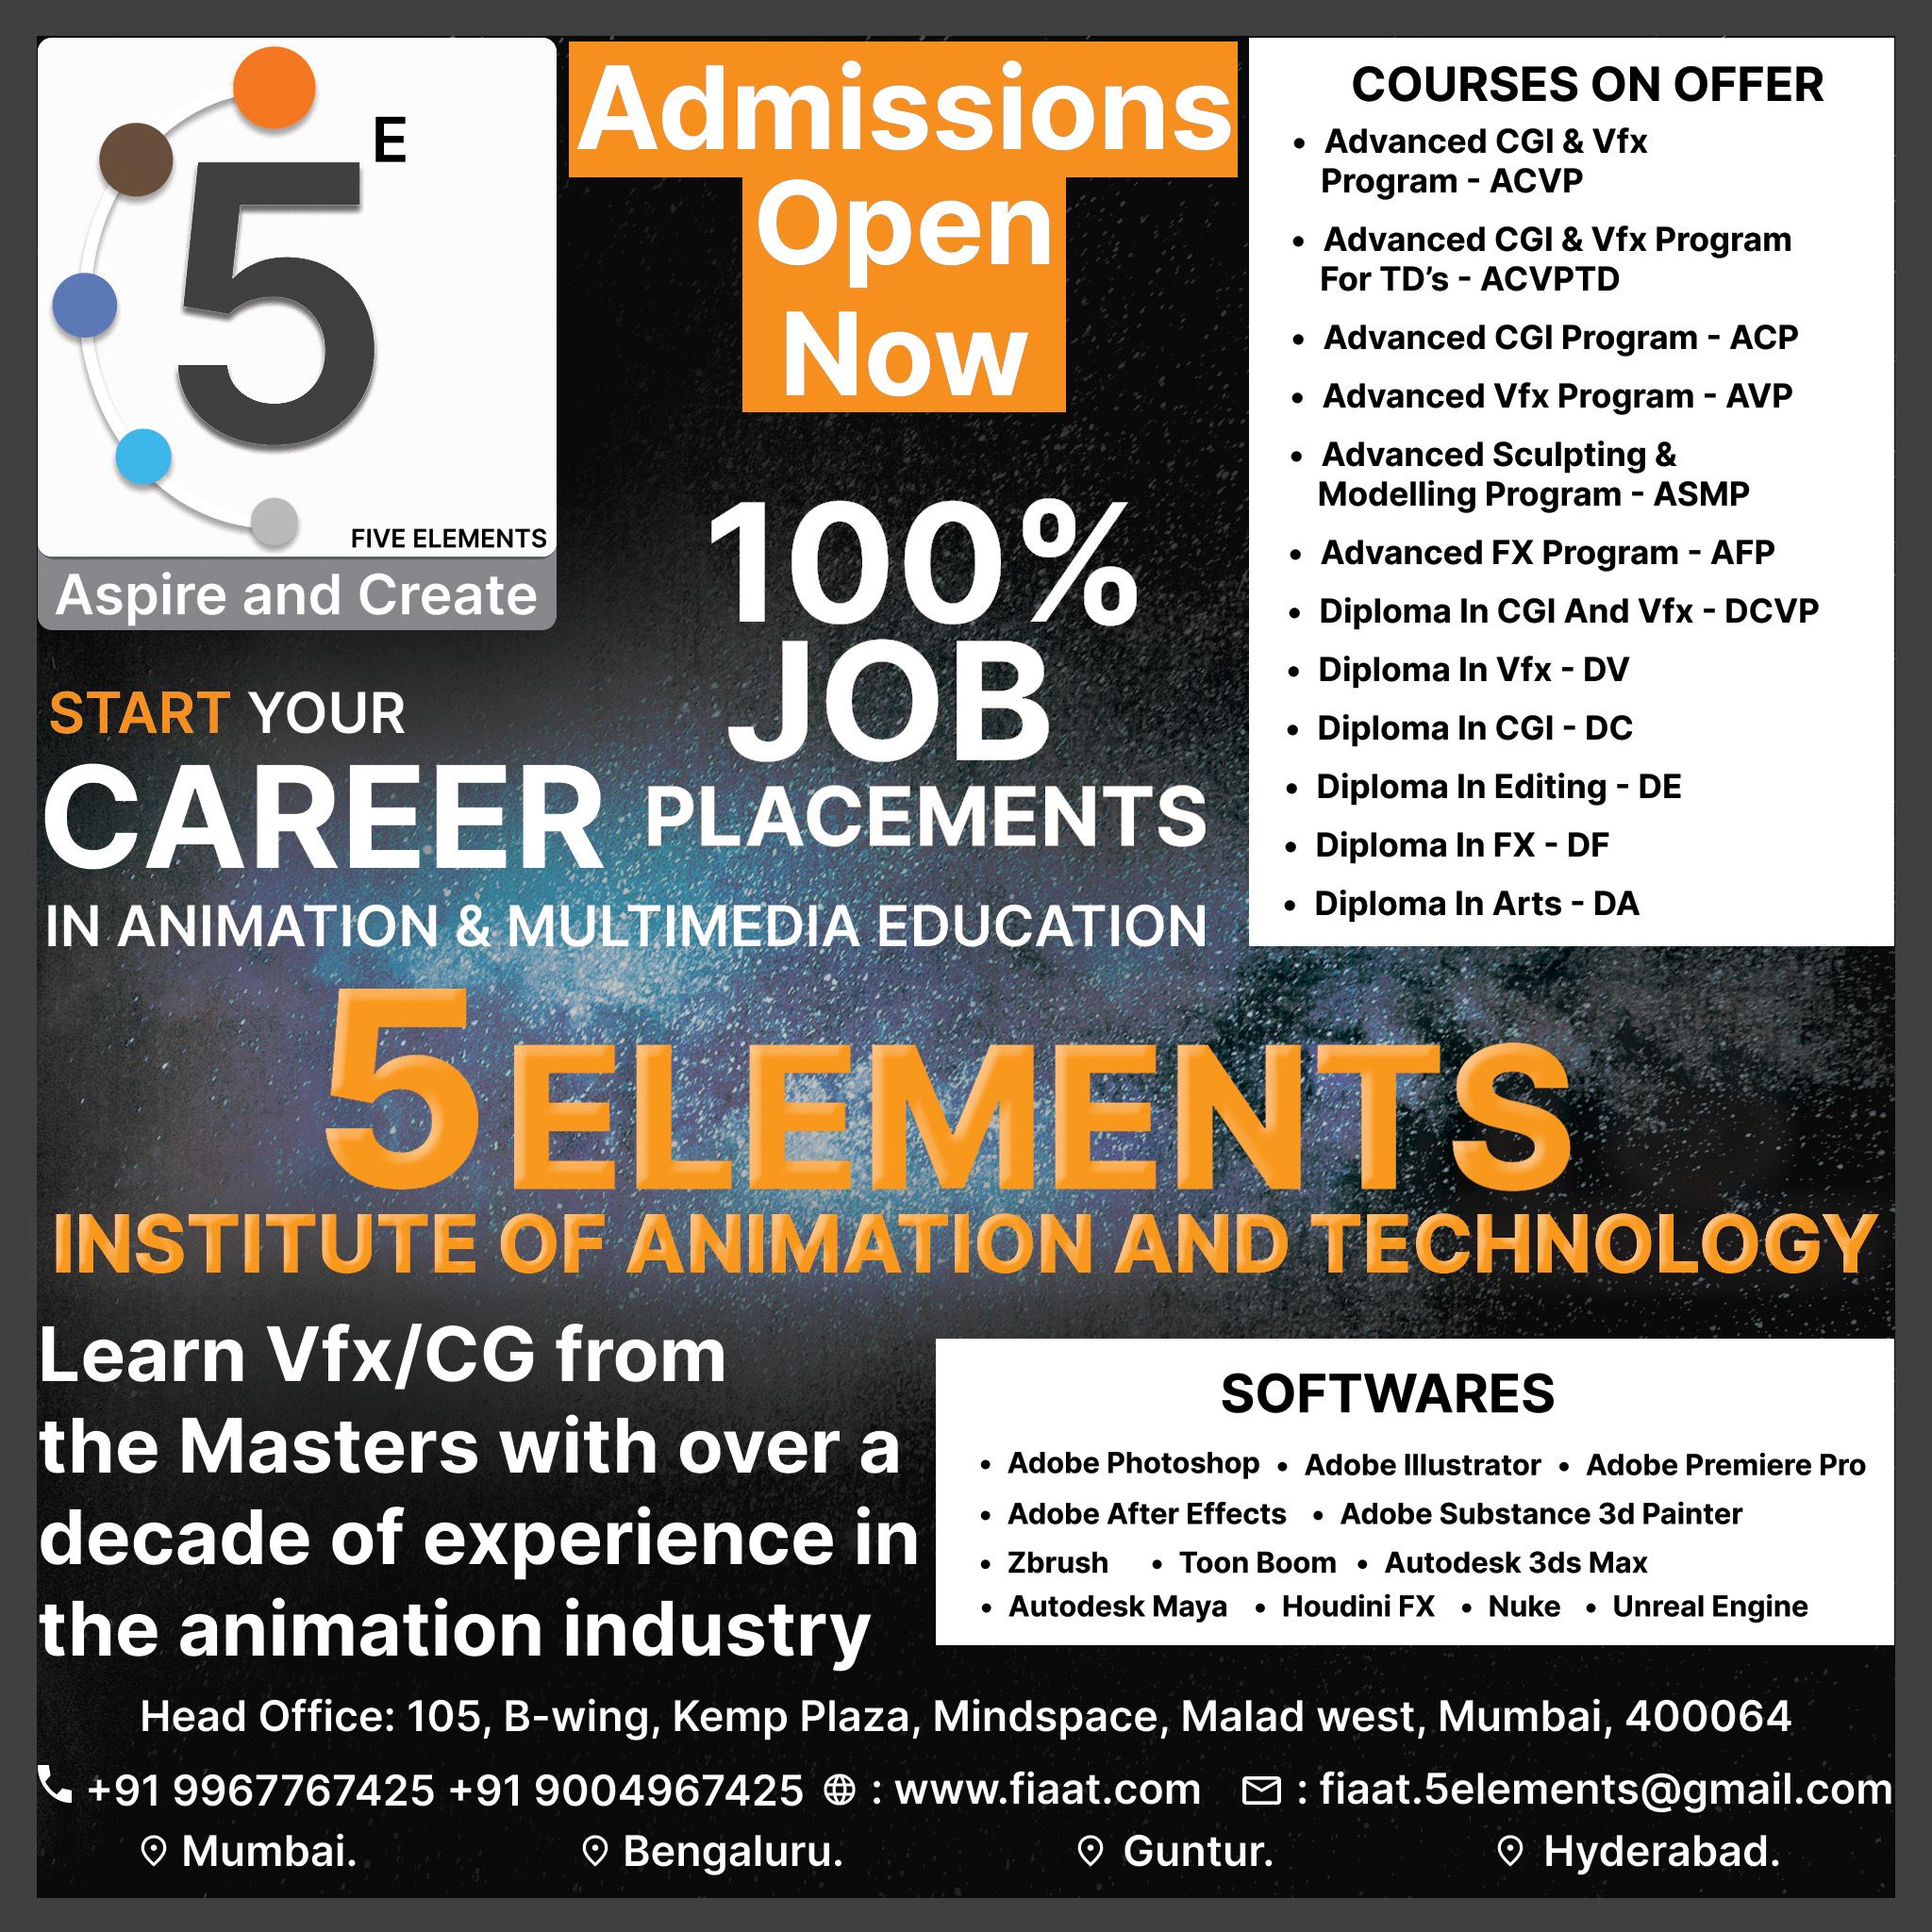 E
5
FIVE ELEMENTS
Aspire and Create
Admissions
Open
Now
100%
JOB
PLACEMENTS
START YOUR
CAREER
IN ANIMATION & MULTIMEDIA EDUCATION
COURSES ON OFFER
• Advanced CGI & Vfx
Program - ACVP
• Advanced CGI & Vfx Program
For TD’s - ACVPTD
• Advanced CGI Program - ACP
• Advanced Vfx Program - AVP
• Advanced Sculpting &
Modelling Program - ASMP
• Advanced FX Program - AFP
• Diploma In CGI And Vfx - DCVP
• Diploma In Vfx - DV
• Diploma In CGI - DC
• Diploma In Editing - DE
• Diploma In FX - DF
• Diploma In Arts - DA
5 ELEMENTS
INSTITUTE OF ANIMATION AND TECHNOLOGY
Learn Vfx/CG from
the Masters with over a
decade of experience in
the animation industry
SOFTWARES
• Adobe Photoshop • Adobe Illustrator • Adobe Premiere Pro
• Adobe After Effects • Adobe Substance 3d Painter
• Zbrush • Toon Boom • Autodesk 3ds Max
• Autodesk Maya • Houdini FX • Nuke • Unreal Engine
Head Office: 105, B-wing, Kemp Plaza, Mindspace, Malad west, Mumbai, 400064
+91 9967767425 +91 9004967425 : www.fiaat.com : fiaat.5elements@gmail.com
Mumbai. Bengaluru. Guntur. Hyderabad.